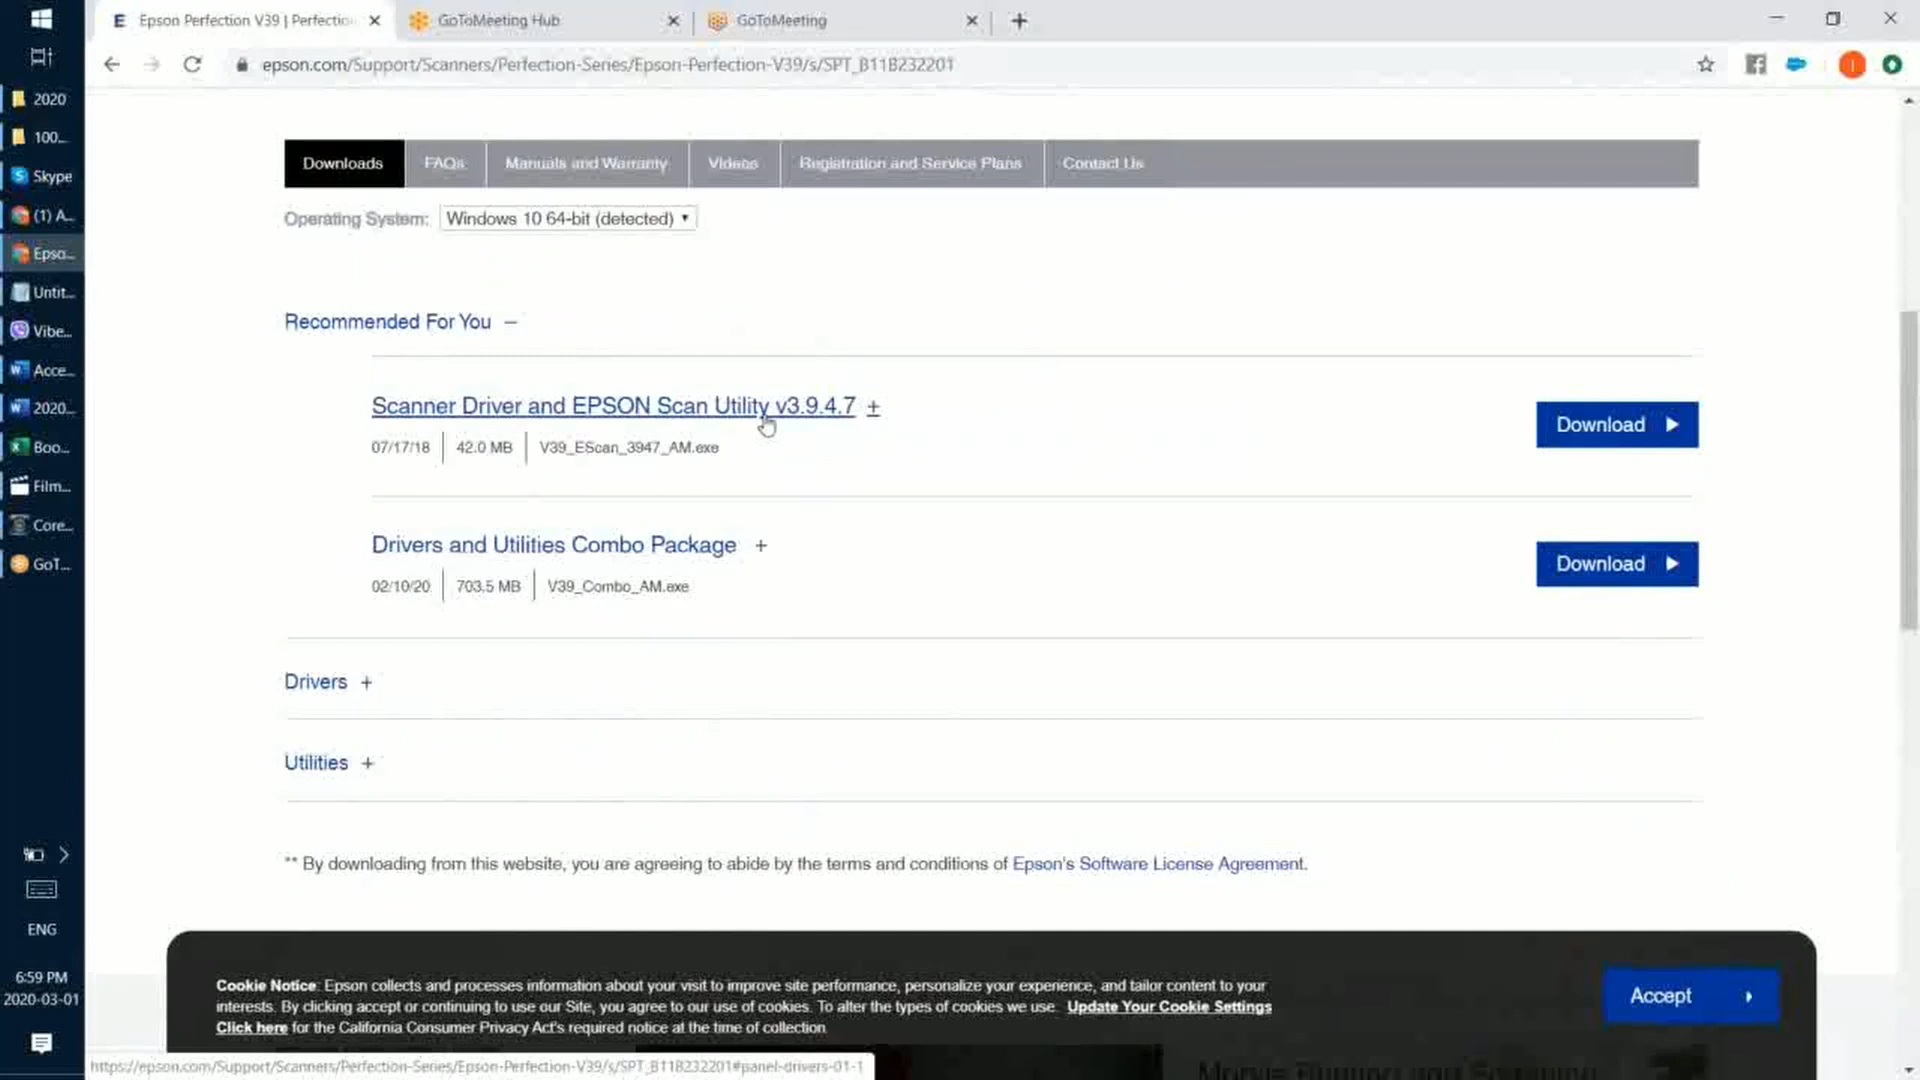 Epson Perfection V39 | Perfection
GoToMeeting Hub
GoToMeeting
epson.com/Support/Scanners/Perfection-Series/Epson-Perfection-V39/s/SPT_B11B232201
2020
100...
Skype
(1) A...
Epso...
Untit...
Vibe...
Acce...
2020...
Boo...
Film...
Core...
GoT...
ENG
6:59 PM
2020-03-01
Downloads
FAQs
Manuals and Warranty
Videos
Registration and Service Plans
Contact Us
Operating System: Windows 10 64-bit (detected)
Recommended For You –
Scanner Driver and EPSON Scan Utility v3.9.4.7 +
07/17/18 | 42.0 MB | V39_EScan_3947_AM.exe
Download
Drivers and Utilities Combo Package +
02/10/20 | 703.5 MB | V39_Combo_AM.exe
Download
Drivers +
Utilities +
** By downloading from this website, you are agreeing to abide by the terms and conditions of Epson's Software License Agreement.
Cookie Notice: Epson collects and processes information about your visit to improve site performance, personalize your experience, and tailor content to your
interests. By clicking accept or continuing to use our Site, you agree to our use of cookies. To alter the types of cookies we use. Update Your Cookie Settings
Click here for the California Consumer Privacy Act's required notice at the time of collection
Accept
https://epson.com/Support/Scanners/Perfection-Series/Epson-Perfection-V39/s/SPT_B11B232201#panel-drivers-01-1